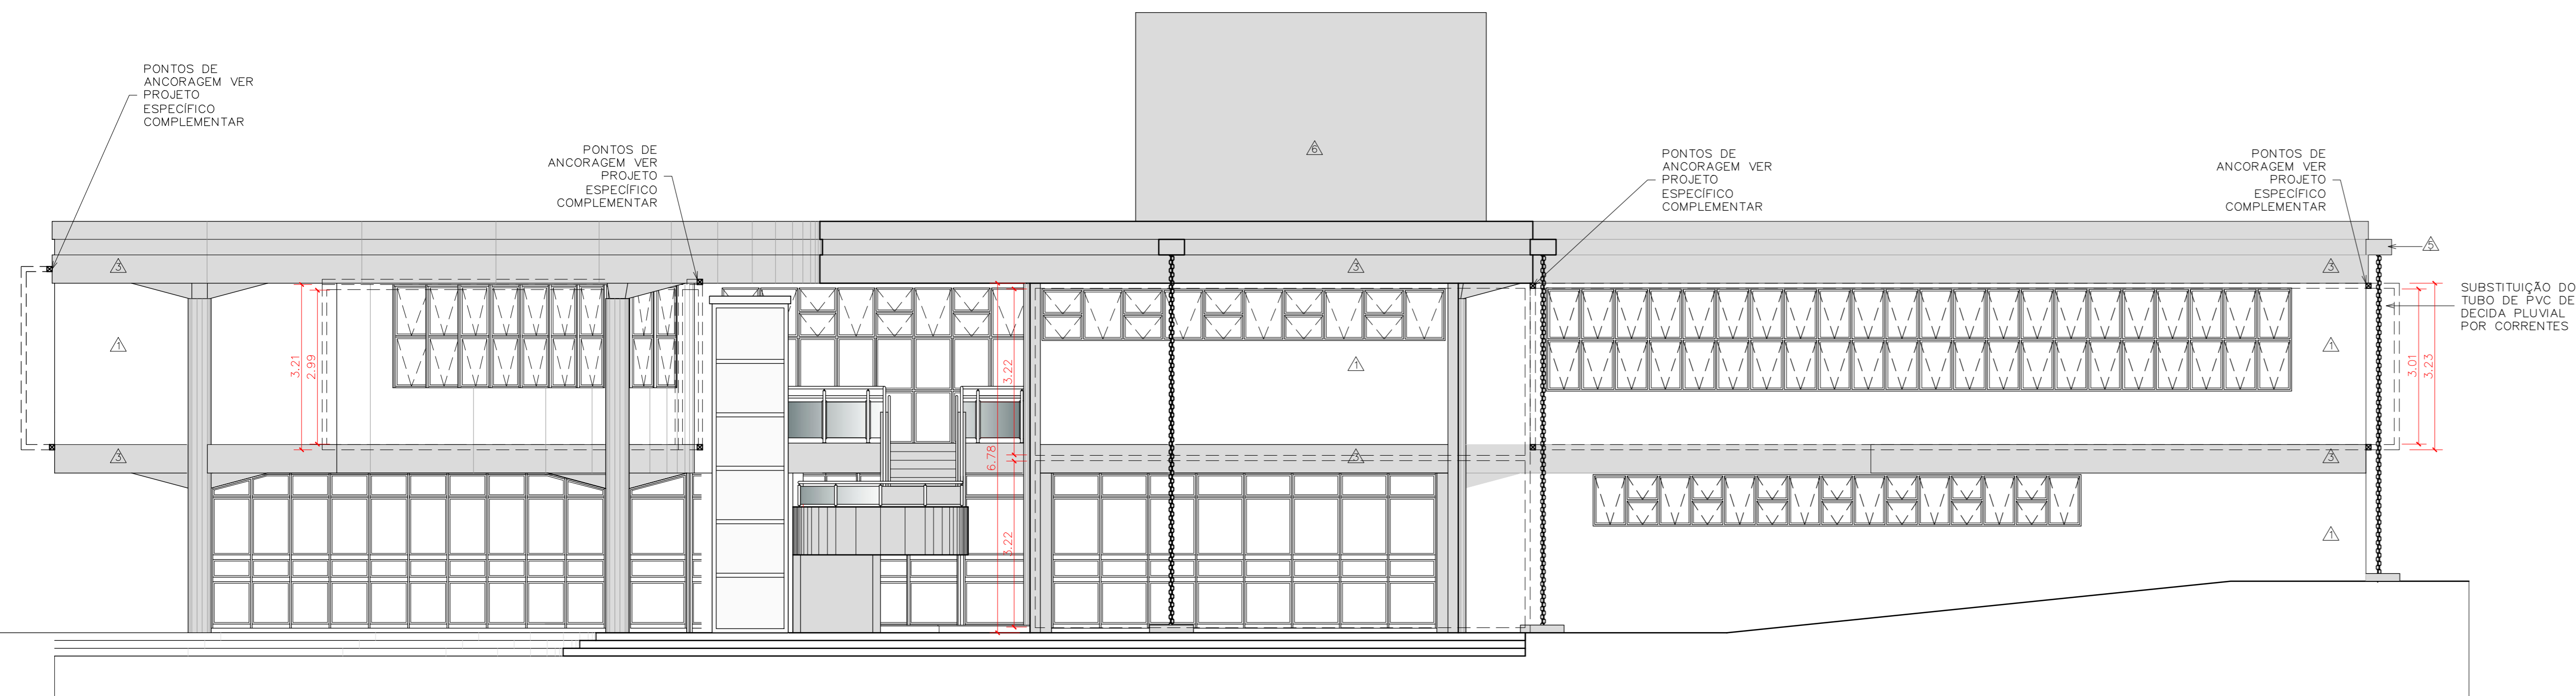 PONTOS DE
ANCORAGEM VER
PROJETO
ESPECÍFICO
COMPLEMENTAR
PONTOS DE
ANCORAGEM VER
PROJETO
ESPECÍFICO
COMPLEMENTAR
PONTOS DE
ANCORAGEM VER
PROJETO
ESPECÍFICO
COMPLEMENTAR
PONTOS DE
ANCORAGEM VER
PROJETO
ESPECÍFICO
COMPLEMENTAR
6
5
3
3
3
SUBSTITUIÇÃO DO
TUBO DE PVC DE
DECIDA PLUVIAL
POR CORRENTES
1
3.21
2.99
3.22
1
1
3.01
3.23
3
6.78
3
3
3.22
1